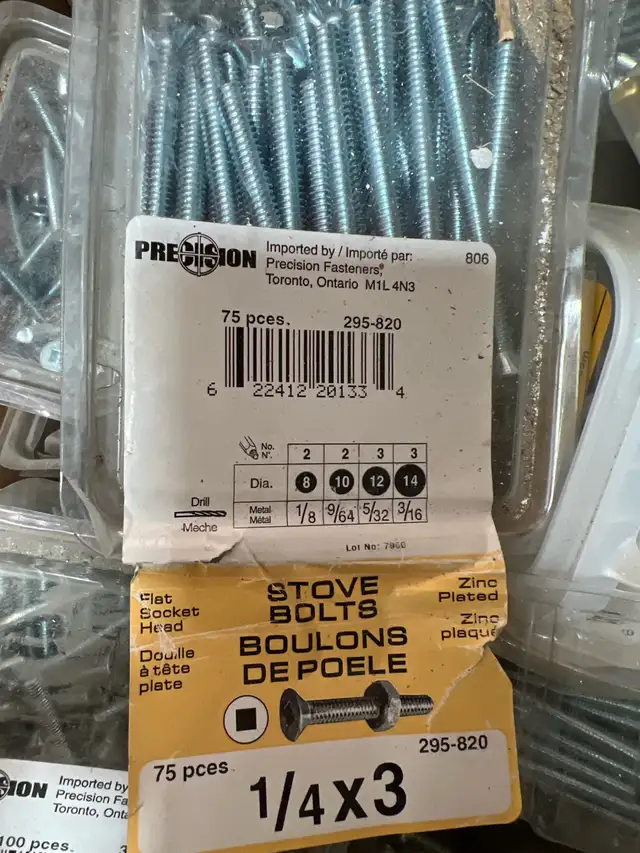 PRECISION
Imported by / Importé par:
806
Precision Fasteners®
Toronto, Ontario M1L 4N3
75 pces.
295-820
6 22412 20133 4
No. 2 2 3 3
N°.
Dia. 8 10 12 14
Drill
Mèche
Metal 1/8 9/64 5/32 3/16
Métal
Lot No: 7960
Flat
Socket
Head
Douille
à tête
plate
STOVE
BOLTS
BOULONS
DE POELE
Zinc
Plated
Zinc
plaqué
75 pces.
295-820
1/4x3
ION
Imported by
Precision Fa
Toronto, Onta
100 pces.
3